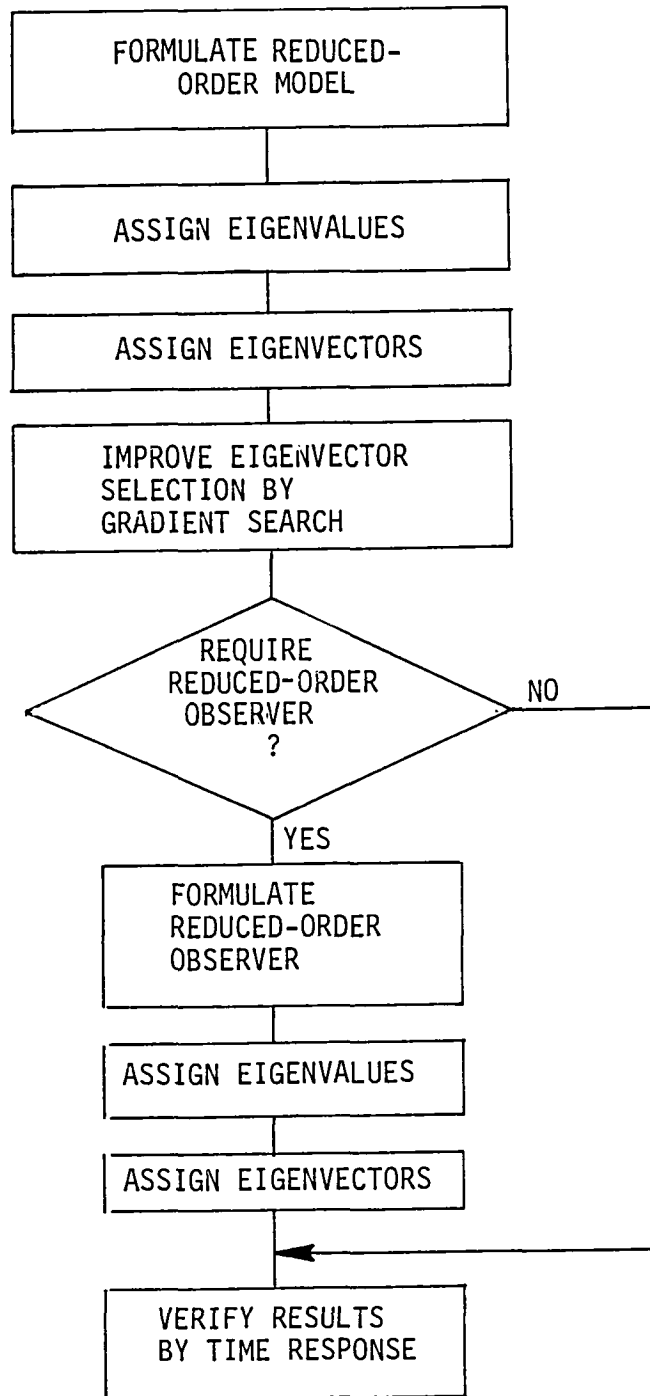 FORMULATE REDUCED-
ORDER MODEL
ASSIGN EIGENVALUES
ASSIGN EIGENVECTORS
IMPROVE EIGENVECTOR
SELECTION BY
GRADIENT SEARCH
REQUIRE
REDUCED-ORDER
OBSERVER
?
NO
YES
FORMULATE
REDUCED-ORDER
OBSERVER
ASSIGN EIGENVALUES
ASSIGN EIGENVECTORS
VERIFY RESULTS
BY TIME RESPONSE